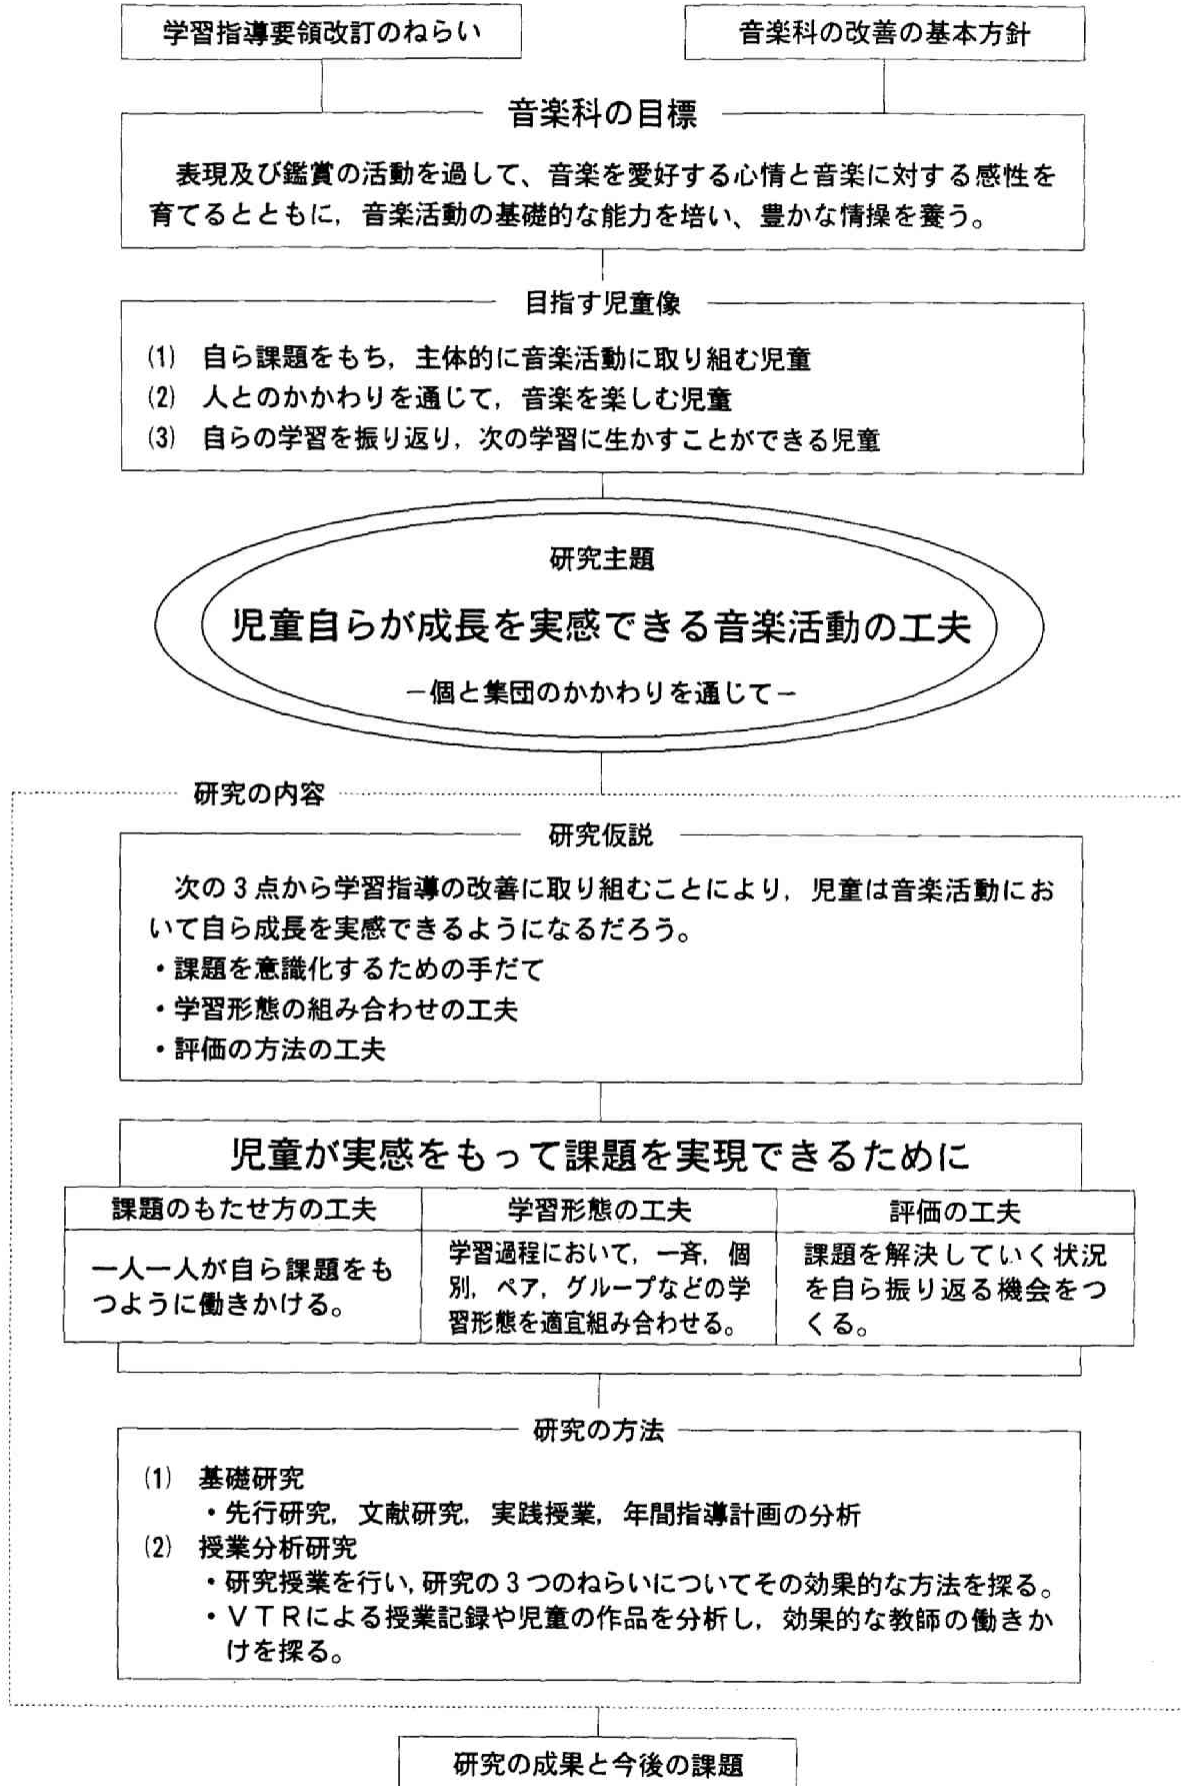 学習指導要領改訂のねらい
音楽科の改善の基本方針
音楽科の目標
表現及び鑑賞の活動を過して、音楽を愛好する心情と音楽に対する感性を
育てるとともに，音楽活動の基礎的な能力を培い、豊かな情操を養う。
目指す児童像
(1) 自ら課題をもち，主体的に音楽活動に取り組む児童
(2) 人とのかかわりを通じて，音楽を楽しむ児童
(3) 自らの学習を振り返り，次の学習に生かすことができる児童
研究主題
児童自らが成長を実感できる音楽活動の工夫
－個と集団のかかわりを通じて－
研究の内容
研究仮説
次の３点から学習指導の改善に取り組むことにより，児童は音楽活動にお
いて自ら成長を実感できるようになるだろう。
・課題を意識化するための手だて
・学習形態の組み合わせの工夫
・評価の方法の工夫
児童が実感をもって課題を実現できるために
課題のもたせ方の工夫
一人一人が自ら課題をも
つように働きかける。
学習形態の工夫
学習過程において，一斉，個
別，ペア，グループなどの学
習形態を適宜組み合わせる。
評価の工夫
課題を解決していく状況
を自ら振り返る機会をつ
くる。
研究の方法
(1) 基礎研究
・先行研究，文献研究，実践授業，年間指導計画の分析
(2) 授業分析研究
・研究授業を行い，研究の３つのねらいについてその効果的な方法を探る。
・ＶＴＲによる授業記録や児童の作品を分析し，効果的な教師の働きか
けを探る。
研究の成果と今後の課題